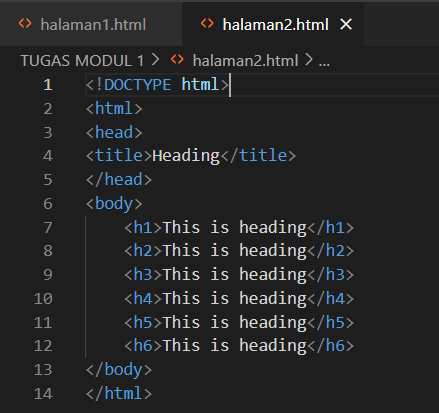 halaman1.html halaman2.html
TUGAS MODUL 1 > halaman2.html > ...
1 <!DOCTYPE html>
2 <html>
3 <head>
4 <title>Heading</title>
5 </head>
6 <body>
7     <h1>This is heading</h1>
8     <h2>This is heading</h2>
9     <h3>This is heading</h3>
10     <h4>This is heading</h4>
11     <h5>This is heading</h5>
12     <h6>This is heading</h6>
13 </body>
14 </html>